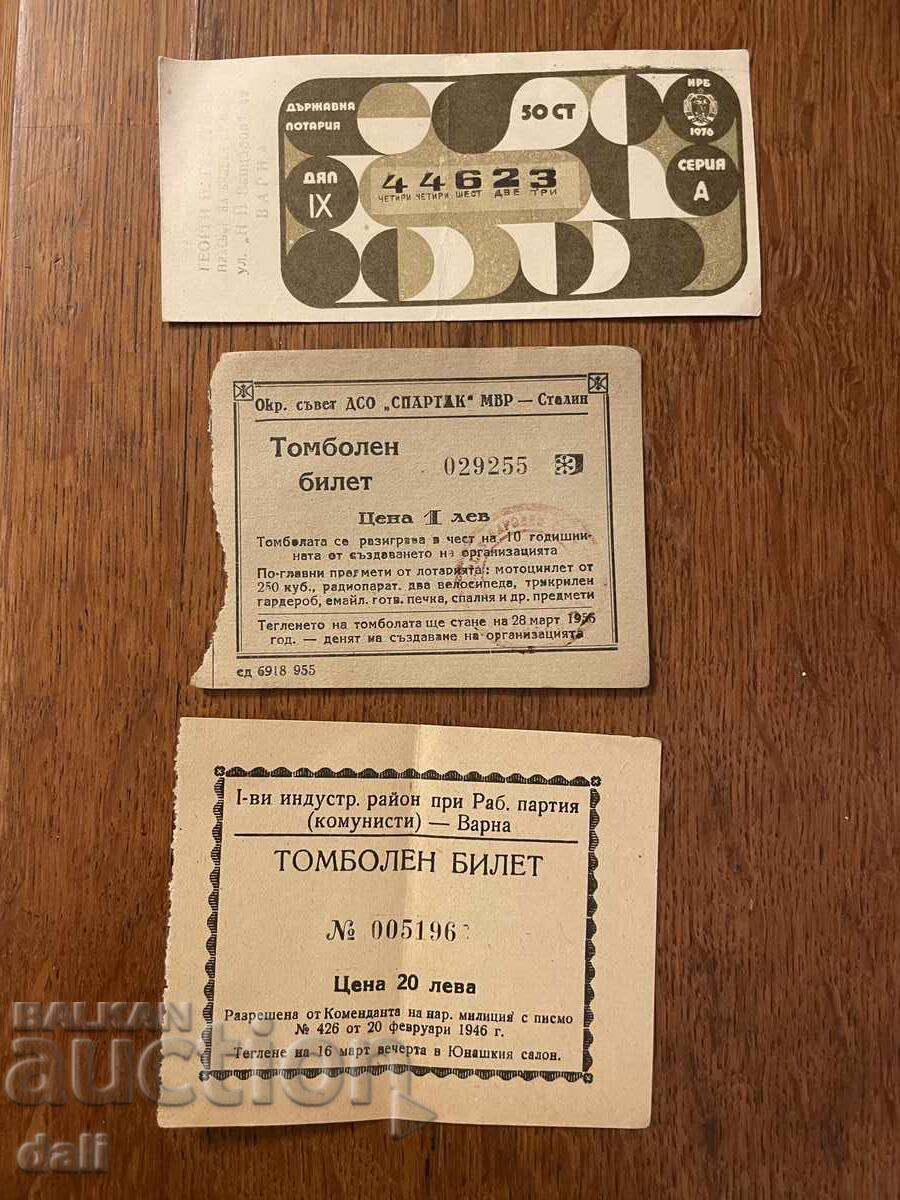 ДЪРЖАВНА
ЛОТАРИЯ
50 СТ
НРБ
1976
ДЯЛ
IX
44623
ЧЕТИРИ ЧЕТИРИ ШЕСТ ДВЕ ТРИ
СЕРИЯ
А
Окр. съвет ДСО „СПАРТАК" МВР — Сталин
Томболен
билет
029255
Цена 1 лев
Томболата се разиграва в чест на 10 годишни-
ната от създаването на организацията
По-главни предмети от лотарията: мотоциклет от
250 куб., радиопарат. два велосипеда, трикрилен
гардероб, емайл. готв. печка, спалня и др. предмети
Тегленето на томболата ще стане на 28 март 1956
год. — денят на създаване на организацията
сд 6918 955
I-ви индустр. район при Раб. партия
(комунисти) — Варна
ТОМБОЛЕН БИЛЕТ
№ 005196
Цена 20 лева
Разрешена от Коменданта на нар. милиция с писмо
№ 426 от 20 февруари 1946 г.
Теглене на 16 март вечерта в Юнашкия салон.
BALKAN
auction
dali